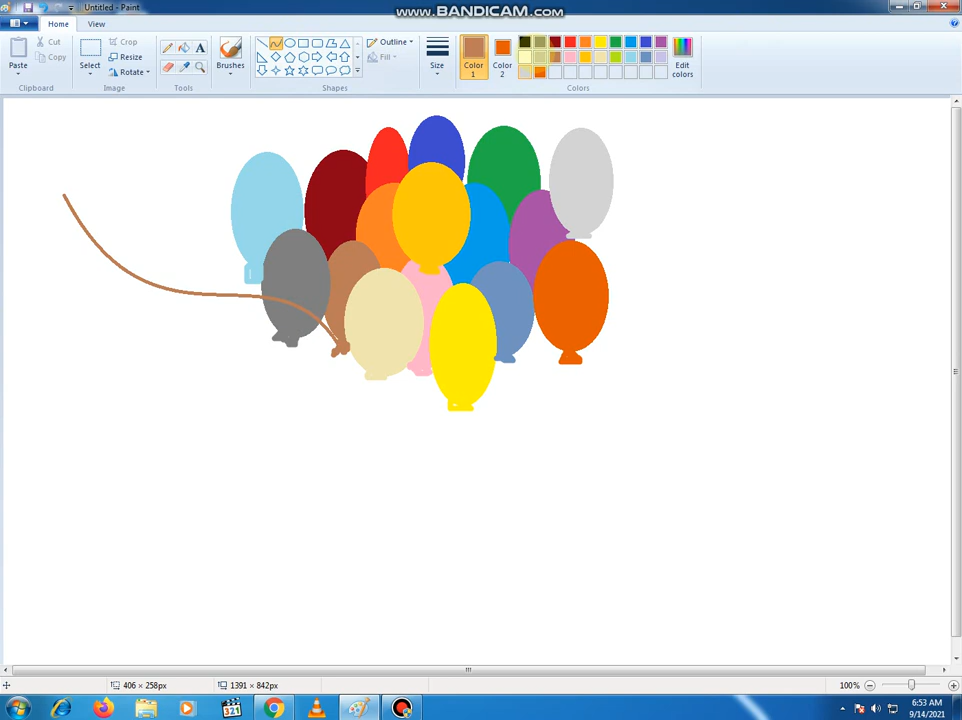 Untitled - Paint
www.BANDICAM.com
Home
View
Paste
Cut
Copy
Clipboard
Select
Crop
Resize
Rotate
Image
A
Tools
Brushes
Shapes
Outline
Fill
Size
Color
1
Color
2
Edit
colors
Colors
406 × 258px
1391 × 842px
100%
321
6:53 AM
9/14/2021